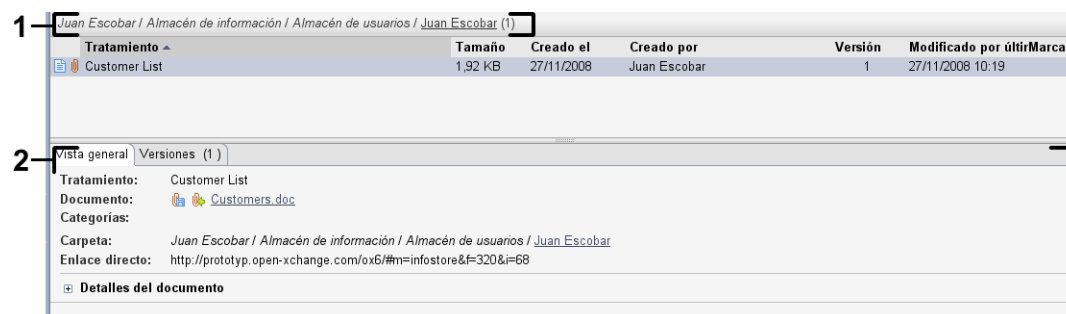 1 Juan Escobar / Almacén de información / Almacén de usuarios / Juan Escobar (1)
Tratamiento Tamaño Creado el Creado por Versión Modificado por últirMarca
Customer List 1,92 KB 27/11/2008 Juan Escobar 1 27/11/2008 10:19
2 Vista general Versiones (1)
Tratamiento: Customer List
Documento: Customers.doc
Categorías:
Carpeta: Juan Escobar / Almacén de información / Almacén de usuarios / Juan Escobar
Enlace directo: http://prototyp.open-xchange.com/ox6/#m=infostore&f=320&i=68
Detalles del documento